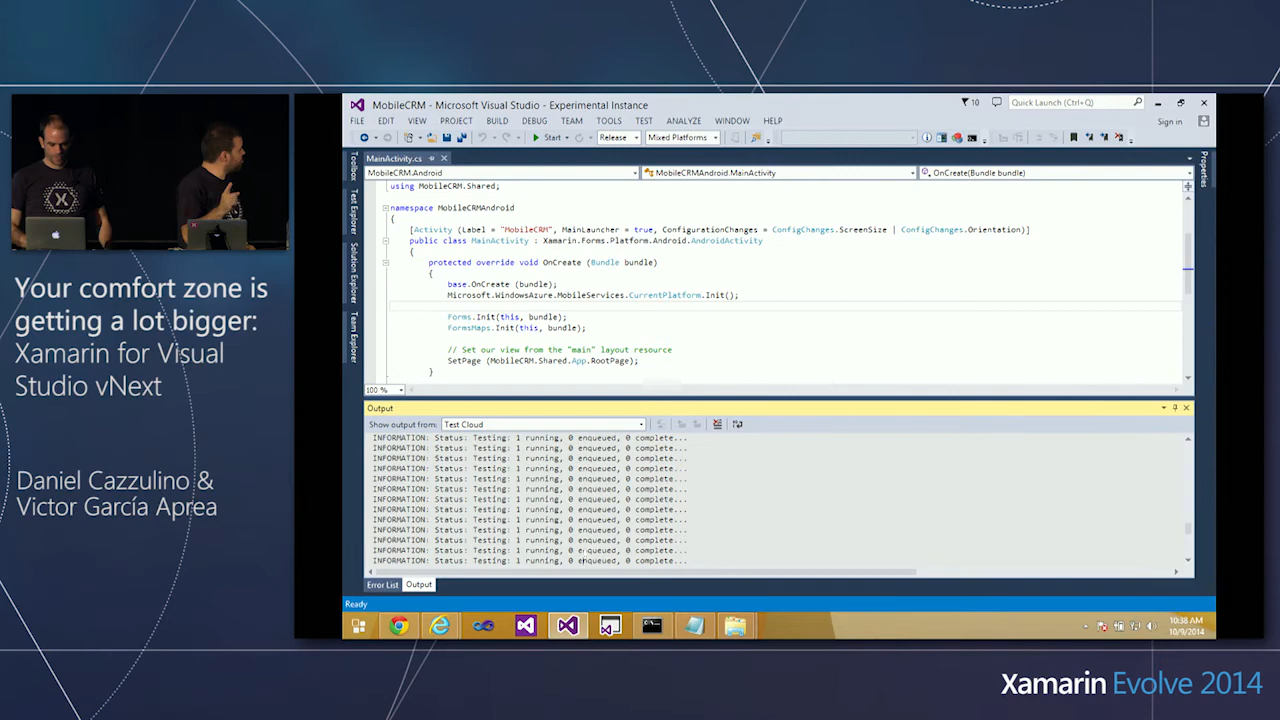 MobileCRM - Microsoft Visual Studio - Experimental Instance
10
Quick Launch (Ctrl+Q)
FILE EDIT VIEW PROJECT BUILD DEBUG TEAM TOOLS TEST ANALYZE WINDOW HELP
Sign in
Start Release Mixed Platforms
MainActivity.cs
MobileCRM.Android MobileCRMAndroid.MainActivity OnCreate(Bundle bundle)
Toolbox
Test Explorer
Solution Explorer
Team Explorer
Properties
using MobileCRM.Shared;
namespace MobileCRMAndroid
{
[Activity (Label = "MobileCRM", MainLauncher = true, ConfigurationChanges = ConfigChanges.ScreenSize | ConfigChanges.Orientation)]
public class MainActivity : Xamarin.Forms.Platform.Android.AndroidActivity
{
protected override void OnCreate (Bundle bundle)
{
base.OnCreate (bundle);
Microsoft.WindowsAzure.MobileServices.CurrentPlatform.Init();
Forms.Init(this, bundle);
FormsMaps.Init(this, bundle);
// Set our view from the "main" layout resource
SetPage (MobileCRM.Shared.App.RootPage);
}
100 %
Output
Show output from: Test Cloud
INFORMATION: Status: Testing: 1 running, 0 enqueued, 0 complete...
INFORMATION: Status: Testing: 1 running, 0 enqueued, 0 complete...
INFORMATION: Status: Testing: 1 running, 0 enqueued, 0 complete...
INFORMATION: Status: Testing: 1 running, 0 enqueued, 0 complete...
INFORMATION: Status: Testing: 1 running, 0 enqueued, 0 complete...
INFORMATION: Status: Testing: 1 running, 0 enqueued, 0 complete...
INFORMATION: Status: Testing: 1 running, 0 enqueued, 0 complete...
INFORMATION: Status: Testing: 1 running, 0 enqueued, 0 complete...
INFORMATION: Status: Testing: 1 running, 0 enqueued, 0 complete...
INFORMATION: Status: Testing: 1 running, 0 enqueued, 0 complete...
INFORMATION: Status: Testing: 1 running, 0 enqueued, 0 complete...
INFORMATION: Status: Testing: 1 running, 0 enqueued, 0 complete...
INFORMATION: Status: Testing: 1 running, 0 enqueued, 0 complete...
Error List Output
Ready
10:38 AM
10/9/2014
Your comfort zone is
getting a lot bigger:
Xamarin for Visual
Studio vNext
Daniel Cazzulino &
Victor García Aprea
Xamarin Evolve 2014